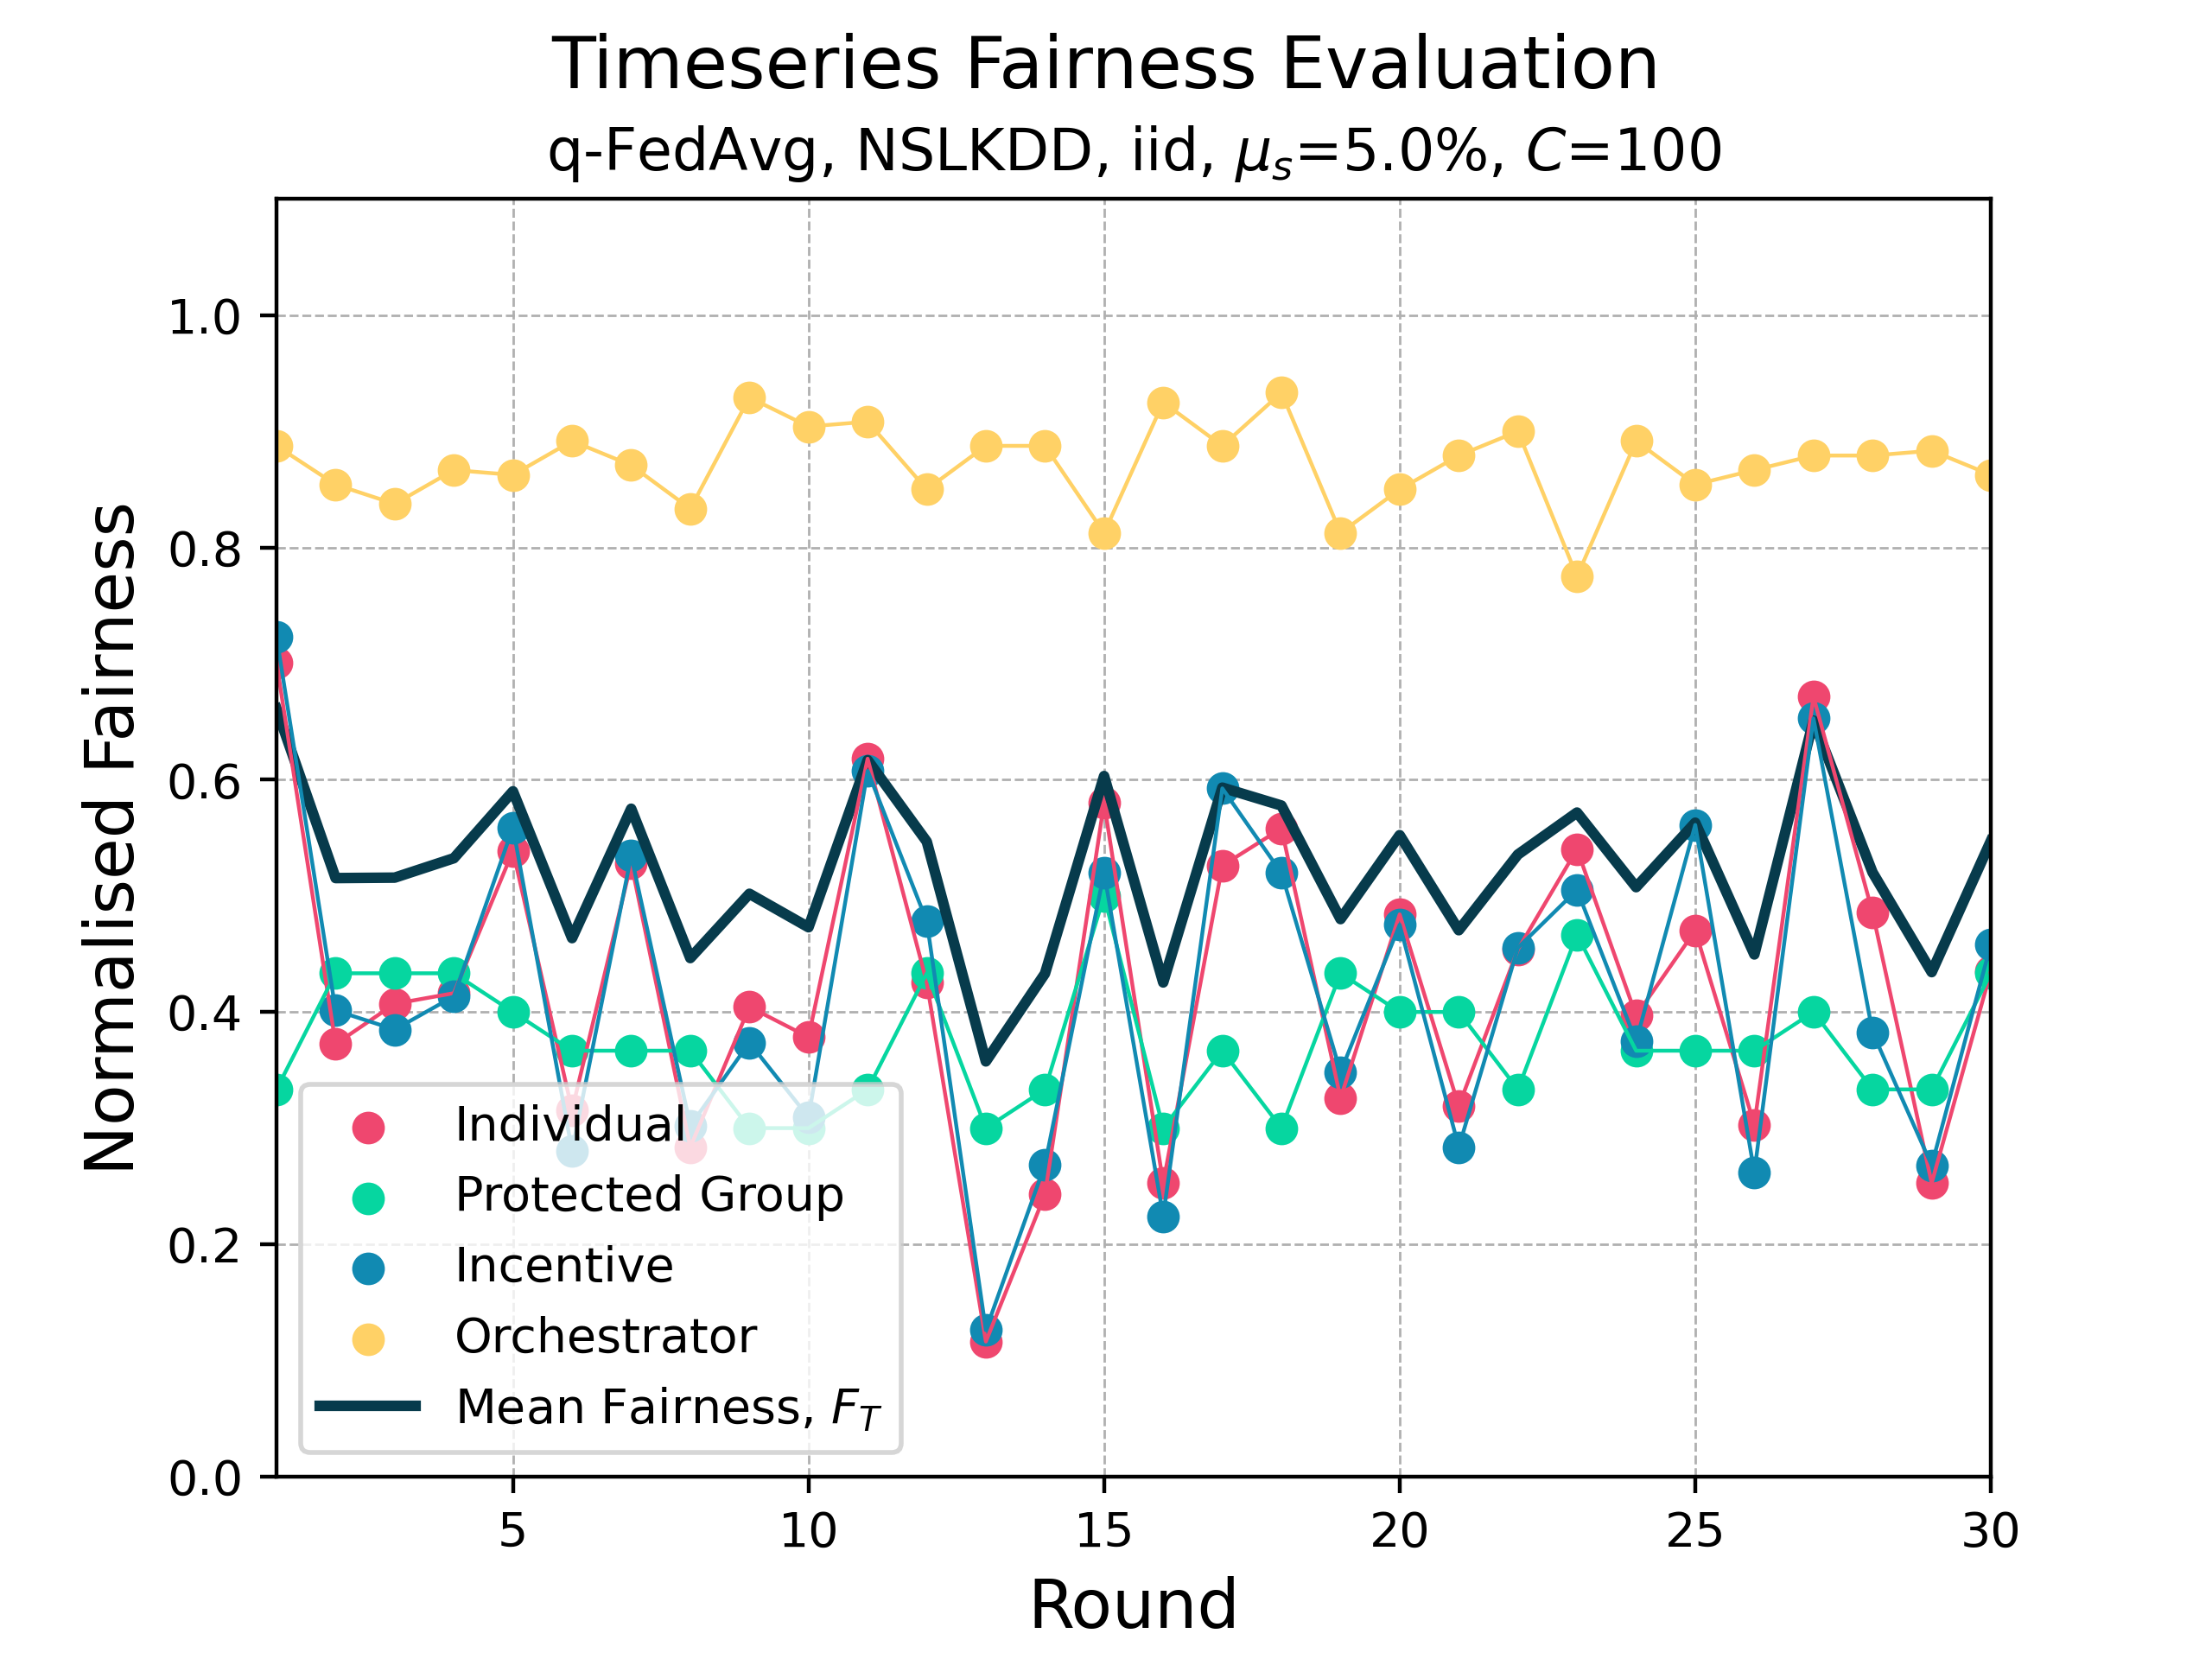 Timeseries Fairness Evaluation
q-FedAvg, NSLKDD, iid, μₛ=5.0%, C=100
Normalised Fairness
1.0
0.8
0.6
0.4
0.2
0.0
Individual
Protected Group
Incentive
Orchestrator
Mean Fairness, F_T
5 10 15 20 25 30
Round